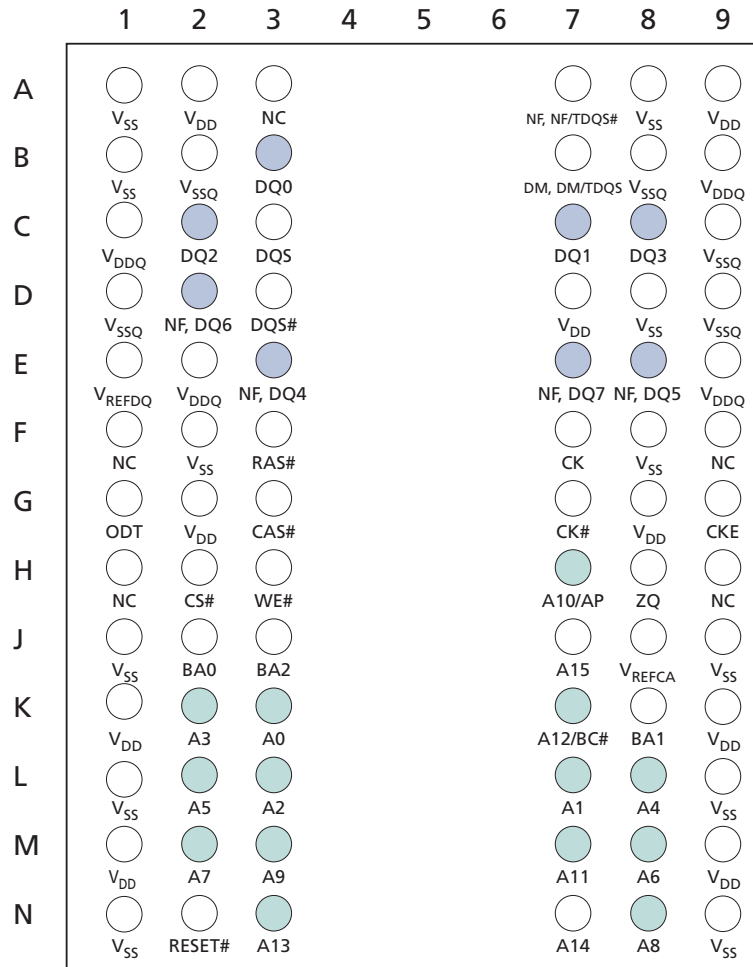 1 2 3 4 5 6 7 8 9
A
VSS VDD NC NF, NF/TDQS# VSS VDD
B
VSS VSSQ DQ0 DM, DM/TDQS VSSQ VDDQ
C
VDDQ DQ2 DQS DQ1 DQ3 VSSQ
D
VSSQ NF, DQ6 DQS# VDD VSS VSSQ
E
VREFDQ VDDQ NF, DQ4 NF, DQ7 NF, DQ5 VDDQ
F
NC VSS RAS# CK VSS NC
G
ODT VDD CAS# CK# VDD CKE
H
NC CS# WE# A10/AP ZQ NC
J
VSS BA0 BA2 A15 VREFCA VSS
K
VDD A3 A0 A12/BC# BA1 VDD
L
VSS A5 A2 A1 A4 VSS
M
VDD A7 A9 A11 A6 VDD
N
VSS RESET# A13 A14 A8 VSS